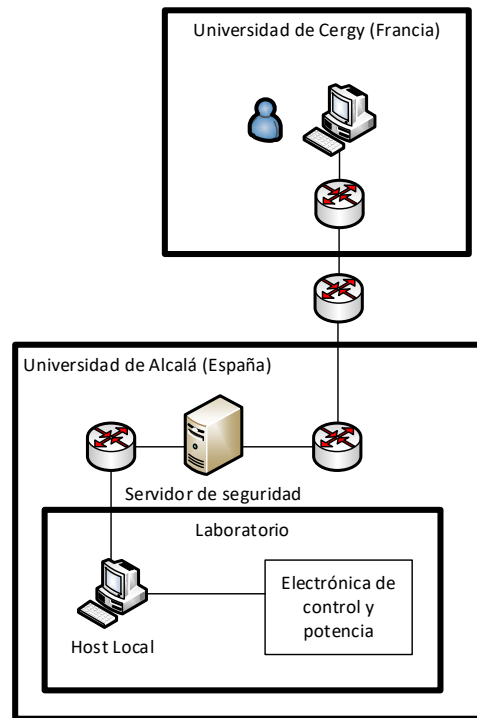 Universidad de Cergy (Francia)
Universidad de Alcalá (España)
Servidor de seguridad
Laboratorio
Electrónica de
control y
potencia
Host Local